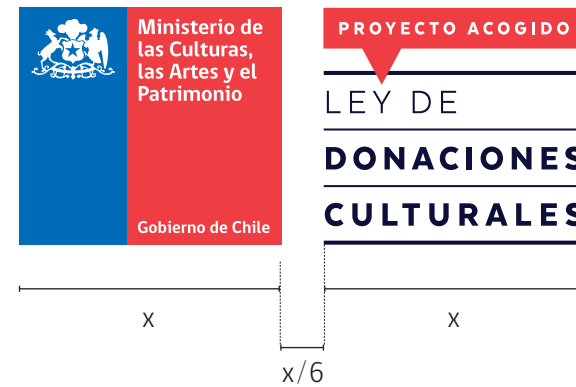 Ministerio de
las Culturas,
las Artes y el
Patrimonio
Gobierno de Chile
PROYECTO ACOGIDO
LEY DE
DONACIONES
CULTURALES
x
x/6
x